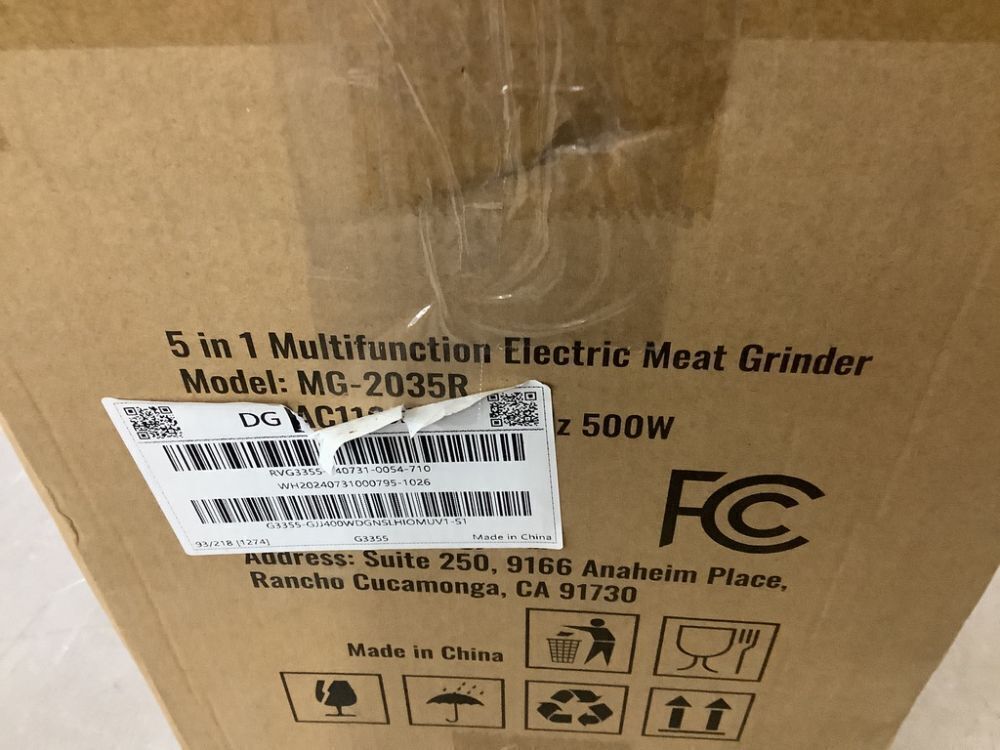 5 in 1 Multifunction Electric Meat Grinder
Model: MG-2035R
DG
z 500W
40731-0054-710
WH20240731000795-1026
G3355-GJJ400WDGNSLHIOMUV1-S1
93/218 [1274]
G3355
Made in China
FC
Address: Suite 250, 9166 Anaheim Place,
Rancho Cucamonga, CA 91730
Made in China